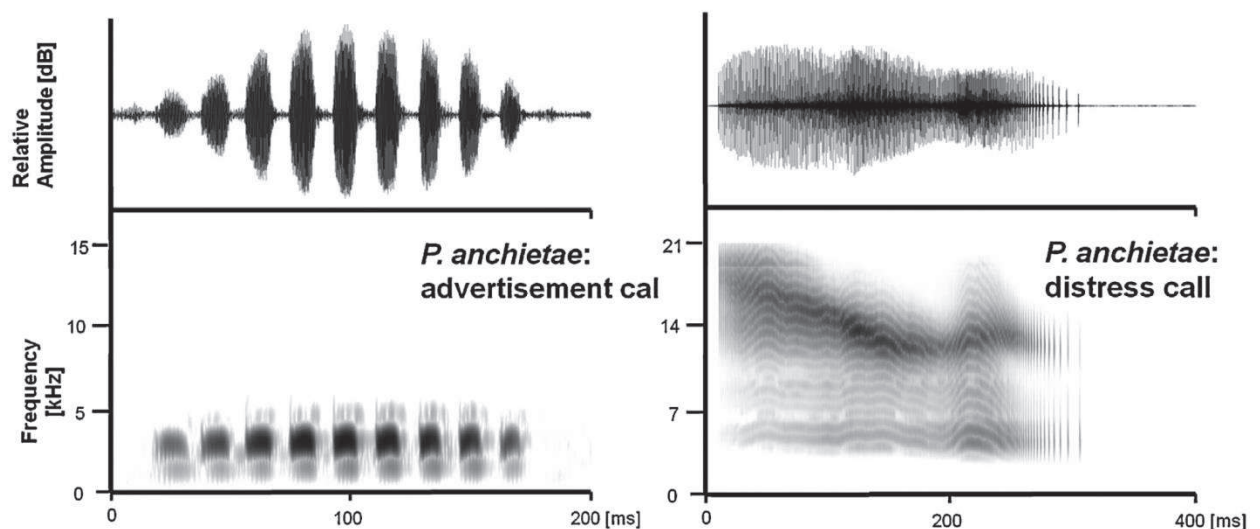 Relative
Amplitude [dB]
15
10
5
0
Frequency
[kHz]
P. anchietae:
advertisement cal
0
100
200 [ms]
21
14
7
0
P. anchietae:
distress call
0
200
400 [ms]